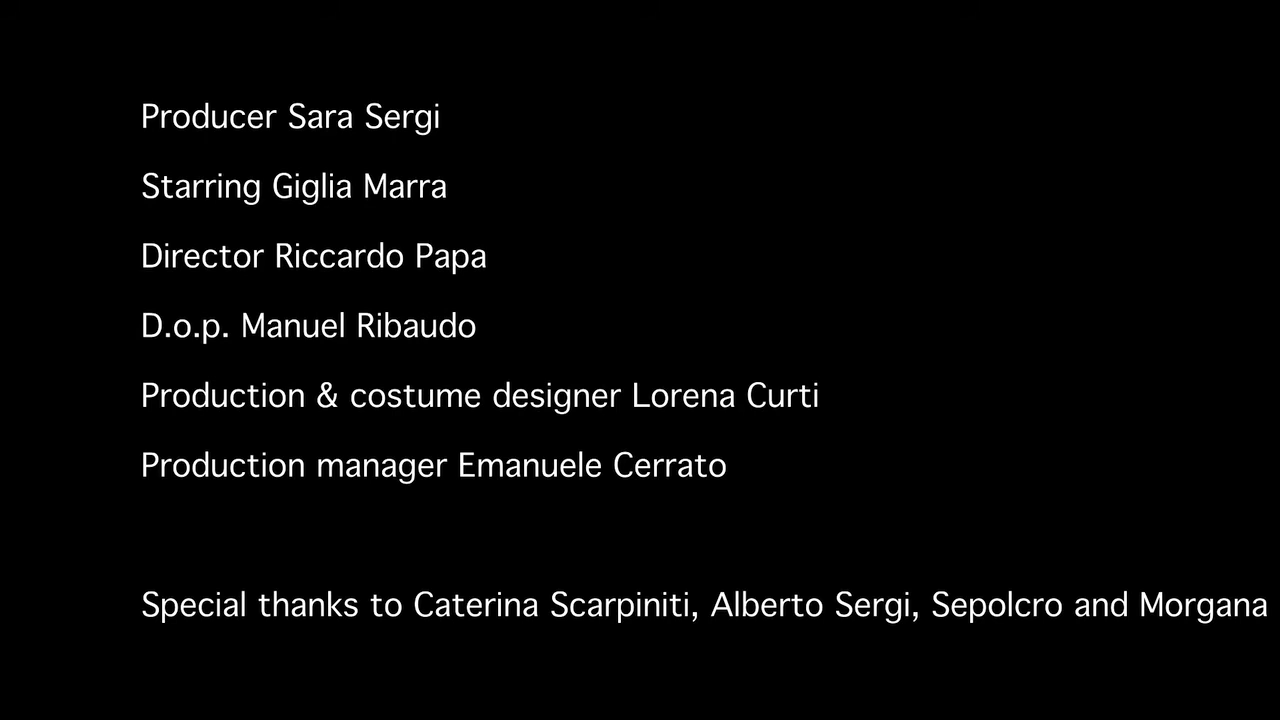 Producer Sara Sergi
Starring Giglia Marra
Director Riccardo Papa
D.o.p. Manuel Ribaudo
Production & costume designer Lorena Curti
Production manager Emanuele Cerrato
Special thanks to Caterina Scarpiniti, Alberto Sergi, Sepolcro and Morgana